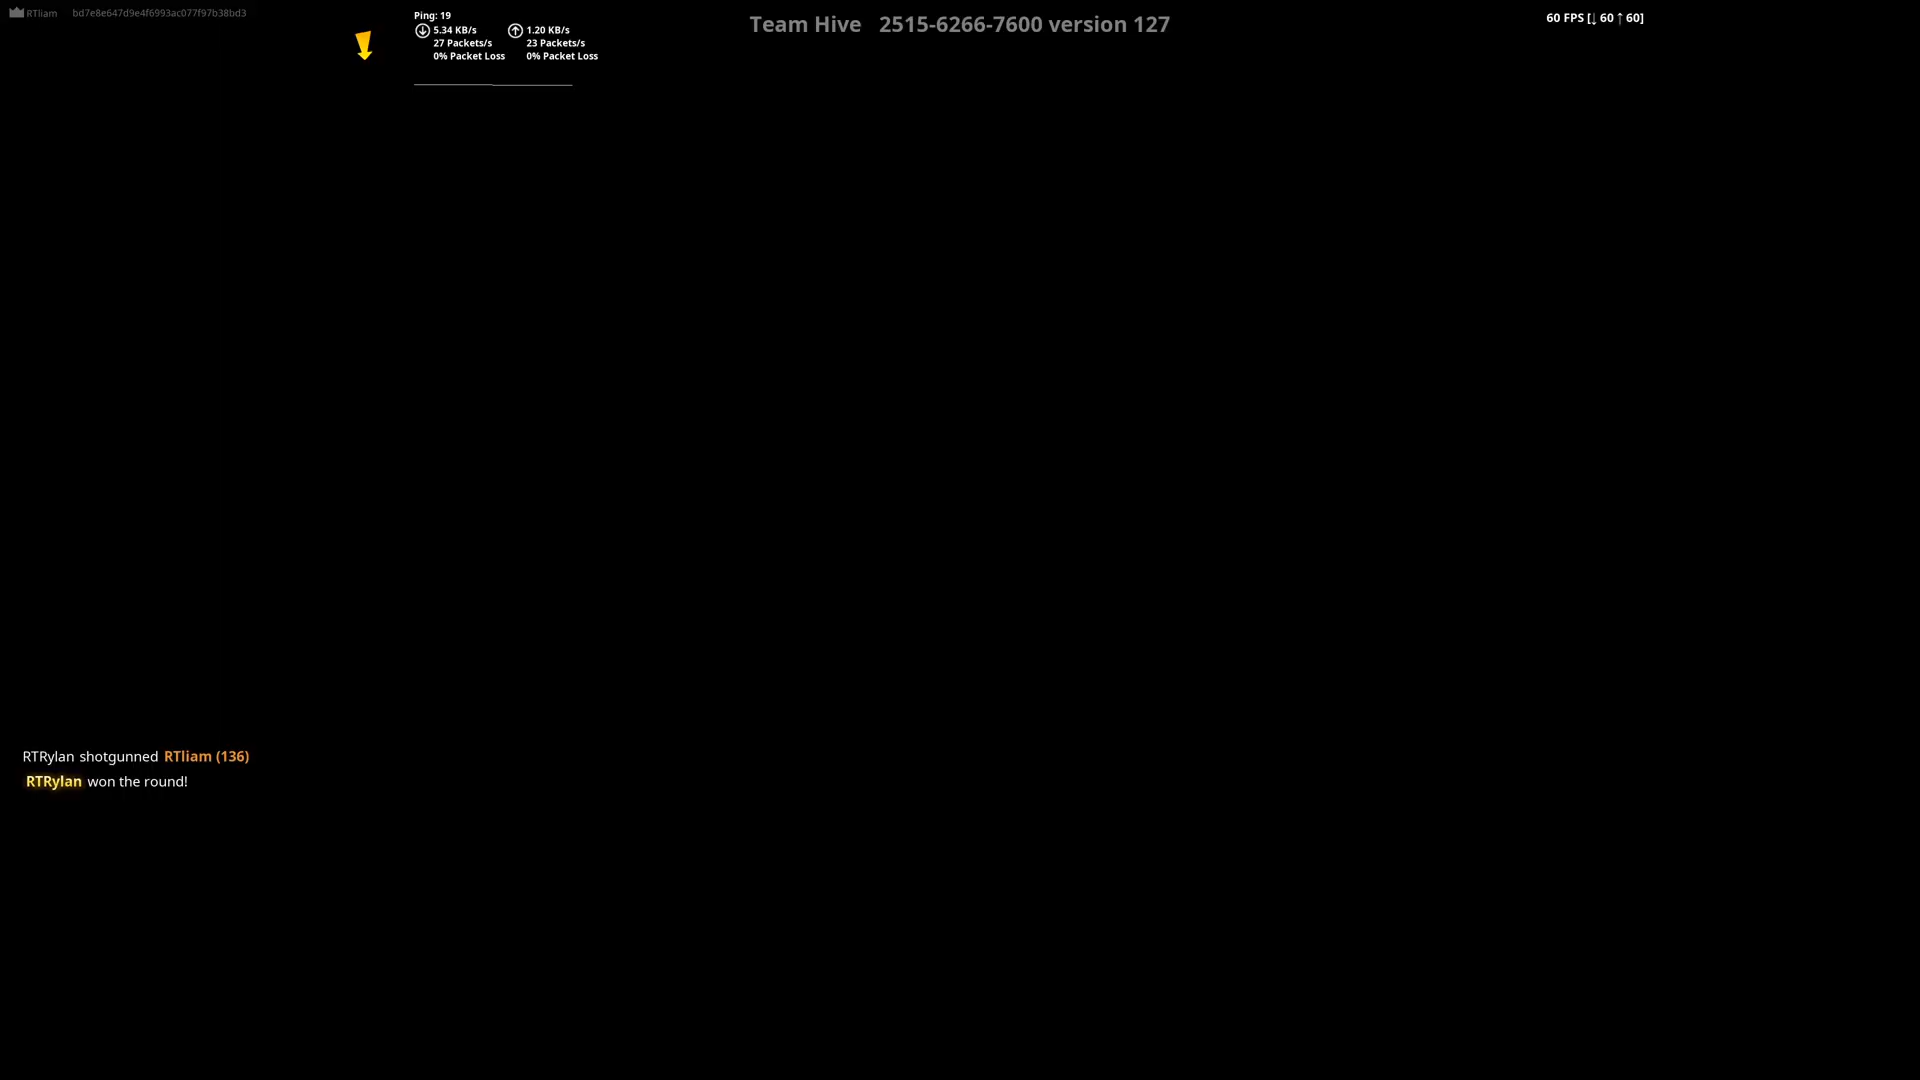 RTliam bd7e8e647d9e4f6993ac077f97b38bd3
Ping: 19
5.34 KB/s 1.20 KB/s
27 Packets/s 23 Packets/s
0% Packet Loss 0% Packet Loss
Team Hive 2515-6266-7600 version 127
60 FPS [↓ 60 ↑ 60]
RTRylan shotgunned RTliam (136)
RTRylan won the round!